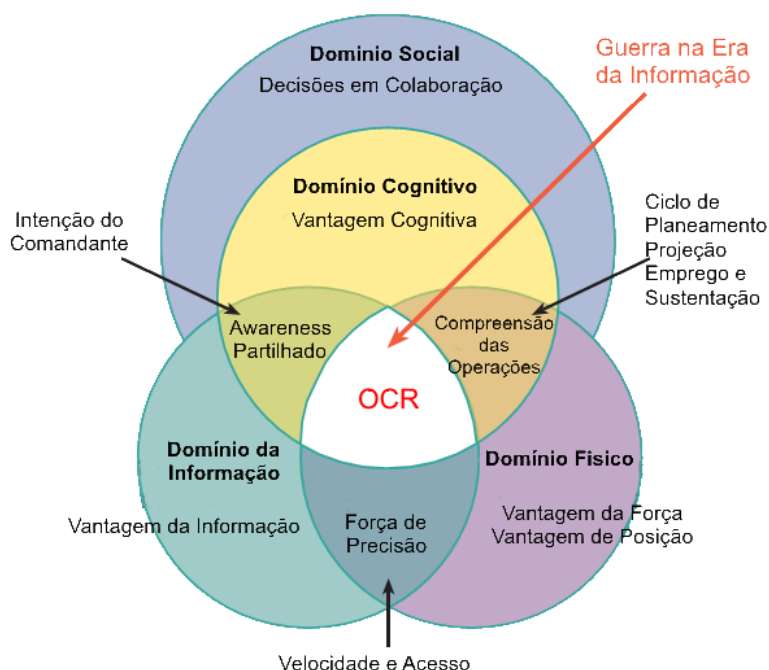 Domínio Social
Decisões em Colaboração
Guerra na Era
da Informação
Domínio Cognitivo
Vantagem Cognitiva
Intenção do
Comandante
Ciclo de
Planeamento
Projeção
Emprego e
Sustentação
Awareness
Partilhado
Compreensão
das
Operações
OCR
Domínio da
Informação
Vantagem da Informação
Domínio Fisico
Vantagem da Força
Vantagem de Posição
Força de
Precisão
Velocidade e Acesso